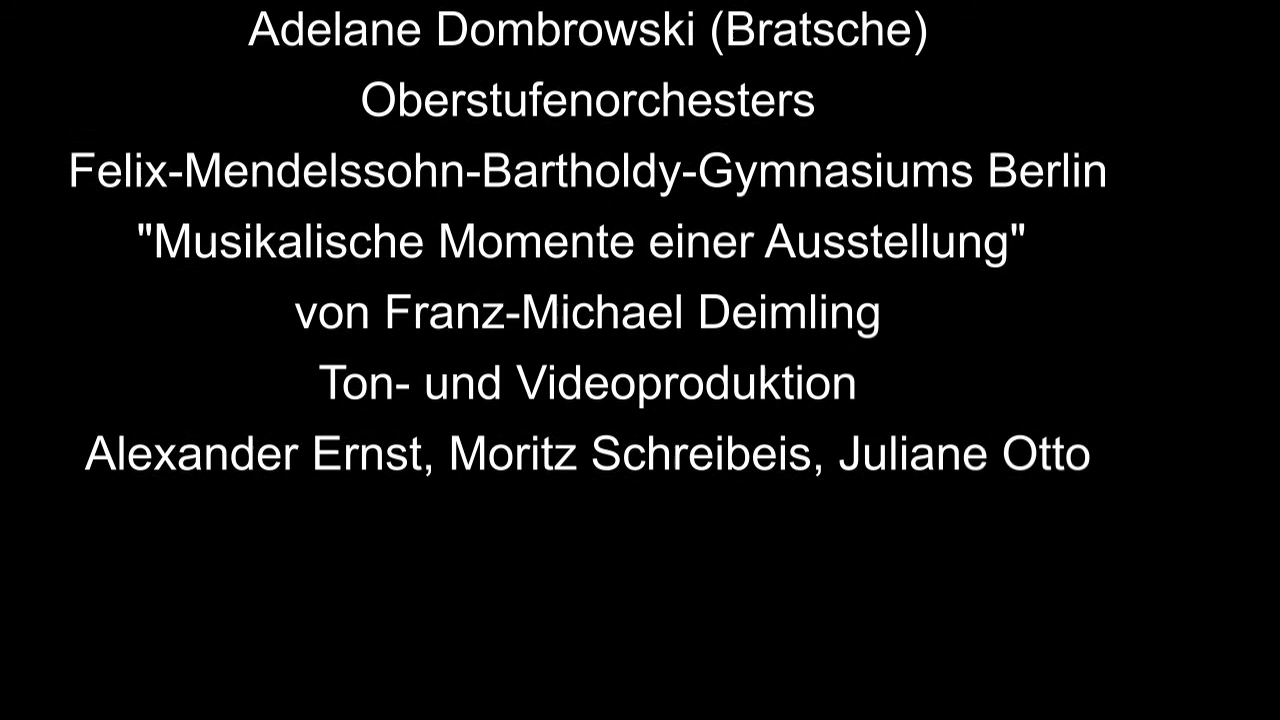 Adelane Dombrowski (Bratsche)
Oberstufenorchesters
Felix-Mendelssohn-Bartholdy-Gymnasiums Berlin
"Musikalische Momente einer Ausstellung"
von Franz-Michael Deimling
Ton- und Videoproduktion
Alexander Ernst, Moritz Schreibeis, Juliane Otto